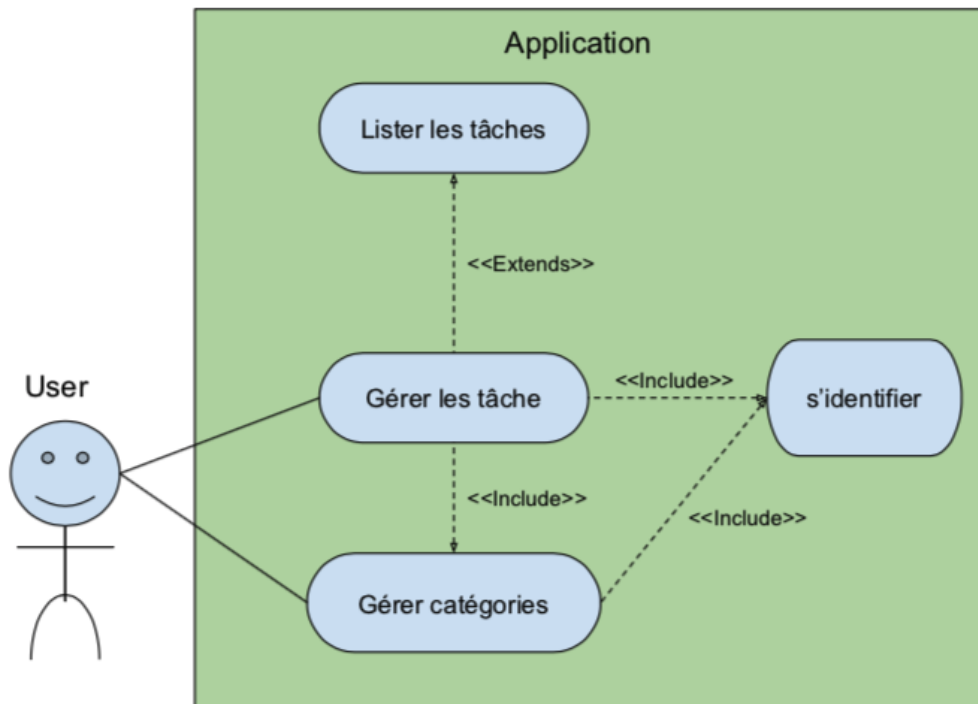 Application
Lister les tâches
<<Extends>>
User
Gérer les tâche
<<Include>>
s'identifier
<<Include>>
<<Include>>
Gérer catégories